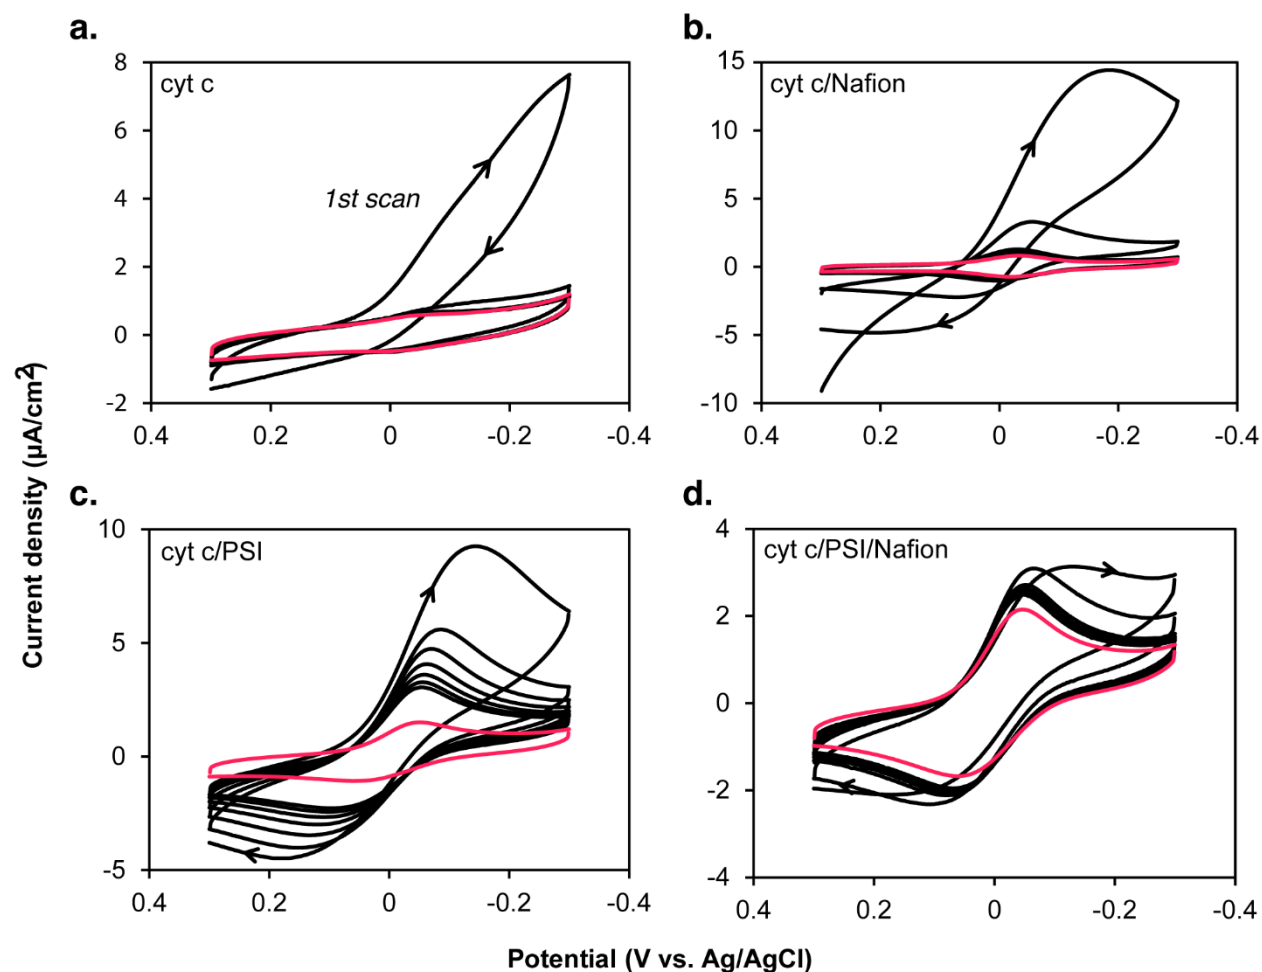 a.
cyt c
1st scan
8
6
4
2
0
-2
0.4 0.2 0 -0.2 -0.4
b.
cyt c/Nafion
15
10
5
0
-5
-10
0.4 0.2 0 -0.2 -0.4
c.
cyt c/PSI
10
5
0
-5
0.4 0.2 0 -0.2 -0.4
d.
cyt c/PSI/Nafion
4
2
0
-2
-4
0.4 0.2 0 -0.2 -0.4
Current density (µA/cm²)
Potential (V vs. Ag/AgCl)